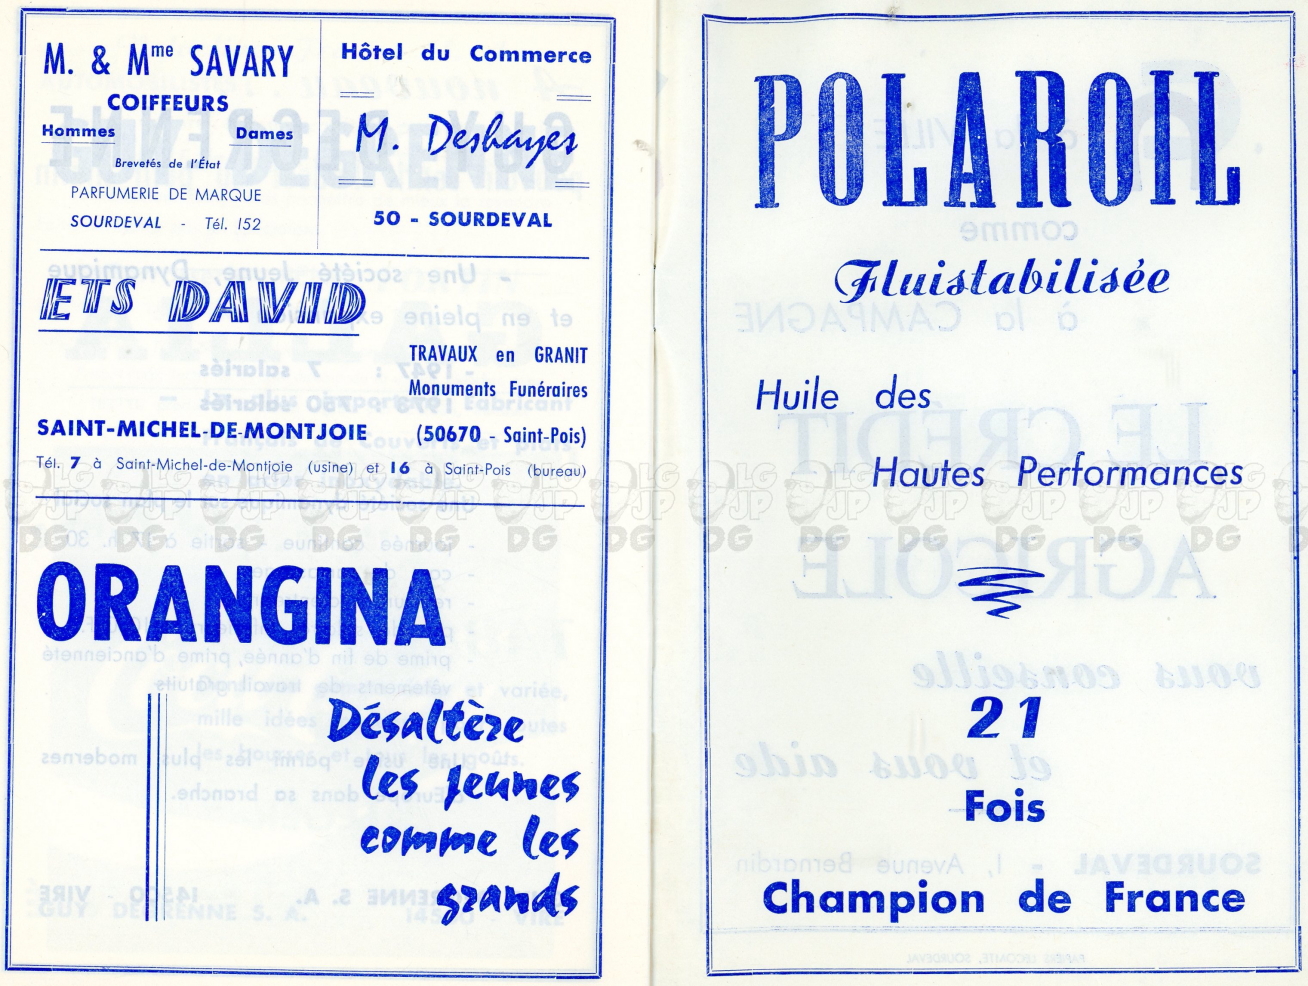 M. & Mme SAVARY
COIFFEURS
Hommes Dames
Brevetés de l'État
PARFUMERIE DE MARQUE
SOURDEVAL - Tél. 152
Hôtel du Commerce
M. Deshayes
50 - SOURDEVAL
ETS DAVID
TRAVAUX en GRANIT
Monuments Funéraires
SAINT-MICHEL-DE-MONTJOIE (50670 - Saint-Pois)
Tél. 7 à Saint-Michel-de-Montjoie (usine) et 16 à Saint-Pois (bureau)
ORANGINA
Désaltère
les jeunes
comme les
grands
POLAROIL
Fluistabilisée
Huile des
Hautes Performances
21
Fois
Champion de France
LG
JP
DG